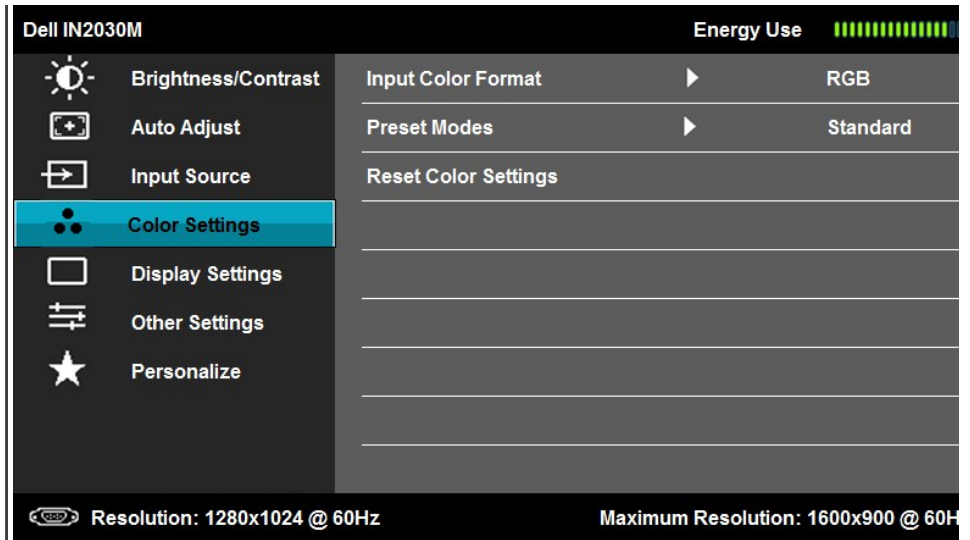 Dell IN2030M Energy Use
Brightness/Contrast Input Color Format RGB
Auto Adjust Preset Modes Standard
Input Source Reset Color Settings
Color Settings
Display Settings
Other Settings
Personalize
Resolution: 1280x1024 @ 60Hz Maximum Resolution: 1600x900 @ 60H